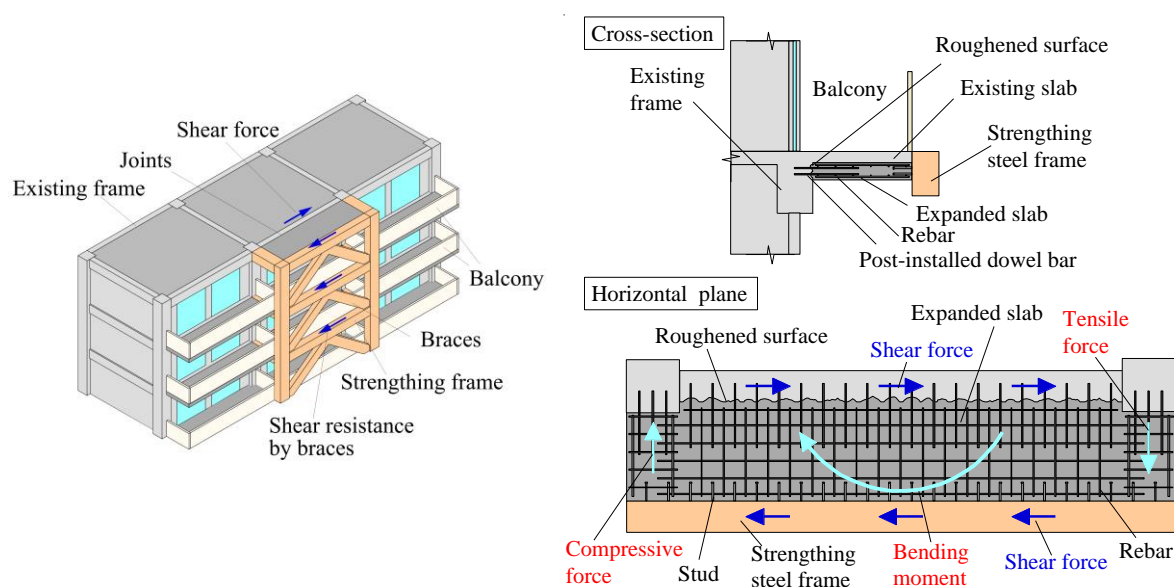 Shear force
Joints
Existing frame
Balcony
Braces
Strengthing frame
Shear resistance
by braces
Cross-section
Roughened surface
Existing
frame
Balcony
Existing slab
Strengthing
steel frame
Expanded slab
Rebar
Post-installed dowel bar
Horizontal plane
Expanded slab
Roughened surface
Shear force
Tensile
force
Compressive
force
Stud
Strengthing
steel frame
Bending
moment
Shear force
Rebar